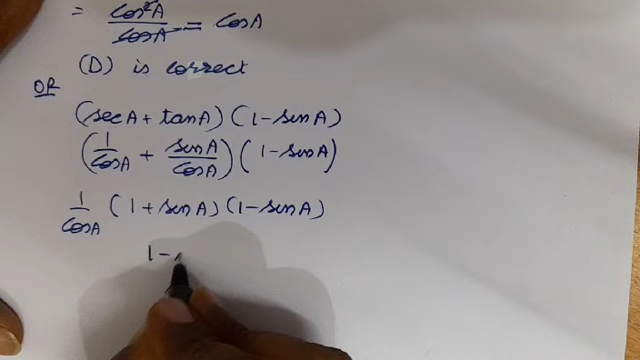 = cos²A / cosA = cosA
(D) is correct
OR
(secA + tanA) (1 - sinA)
(1/cosA + sinA/cosA) (1 - sinA)
1/cosA (1 + sinA) (1 - sinA)
1 -